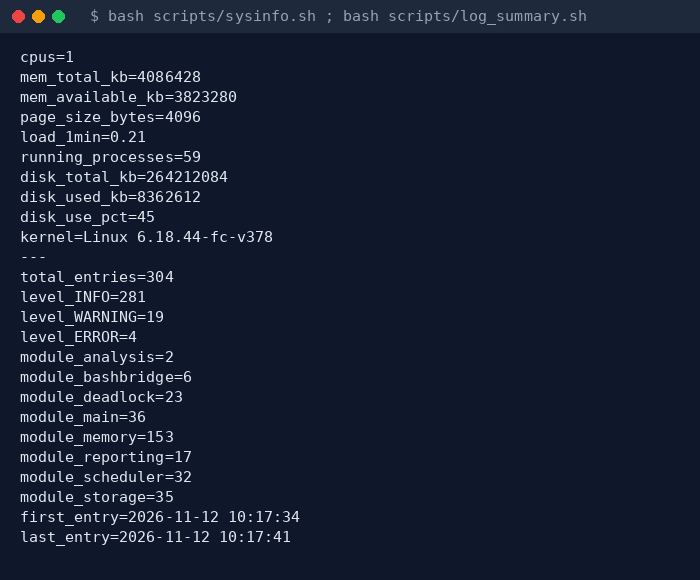 $ bash scripts/sysinfo.sh ; bash scripts/log_summary.sh
cpus=1
mem_total_kb=4086428
mem_available_kb=3823280
page_size_bytes=4096
load_1min=0.21
running_processes=59
disk_total_kb=264212084
disk_used_kb=8362612
disk_use_pct=45
kernel=Linux 6.18.44-fc-v378
---
total_entries=304
level_INFO=281
level_WARNING=19
level_ERROR=4
module_analysis=2
module_bashbridge=6
module_deadlock=23
module_main=36
module_memory=153
module_reporting=17
module_scheduler=32
module_storage=35
first_entry=2026-11-12 10:17:34
last_entry=2026-11-12 10:17:41